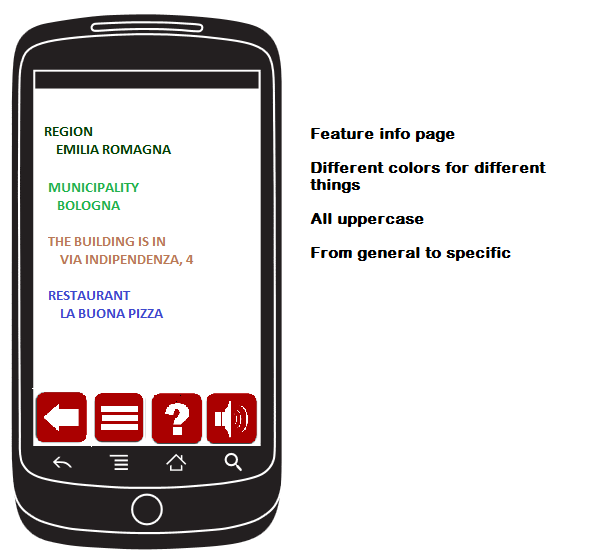 REGION
EMILIA ROMAGNA
MUNICIPALITY
BOLOGNA
THE BUILDING IS IN
VIA INDIPENDENZA, 4
RESTAURANT
LA BUONA PIZZA
?
Feature info page
Different colors for different
things
All uppercase
From general to specific